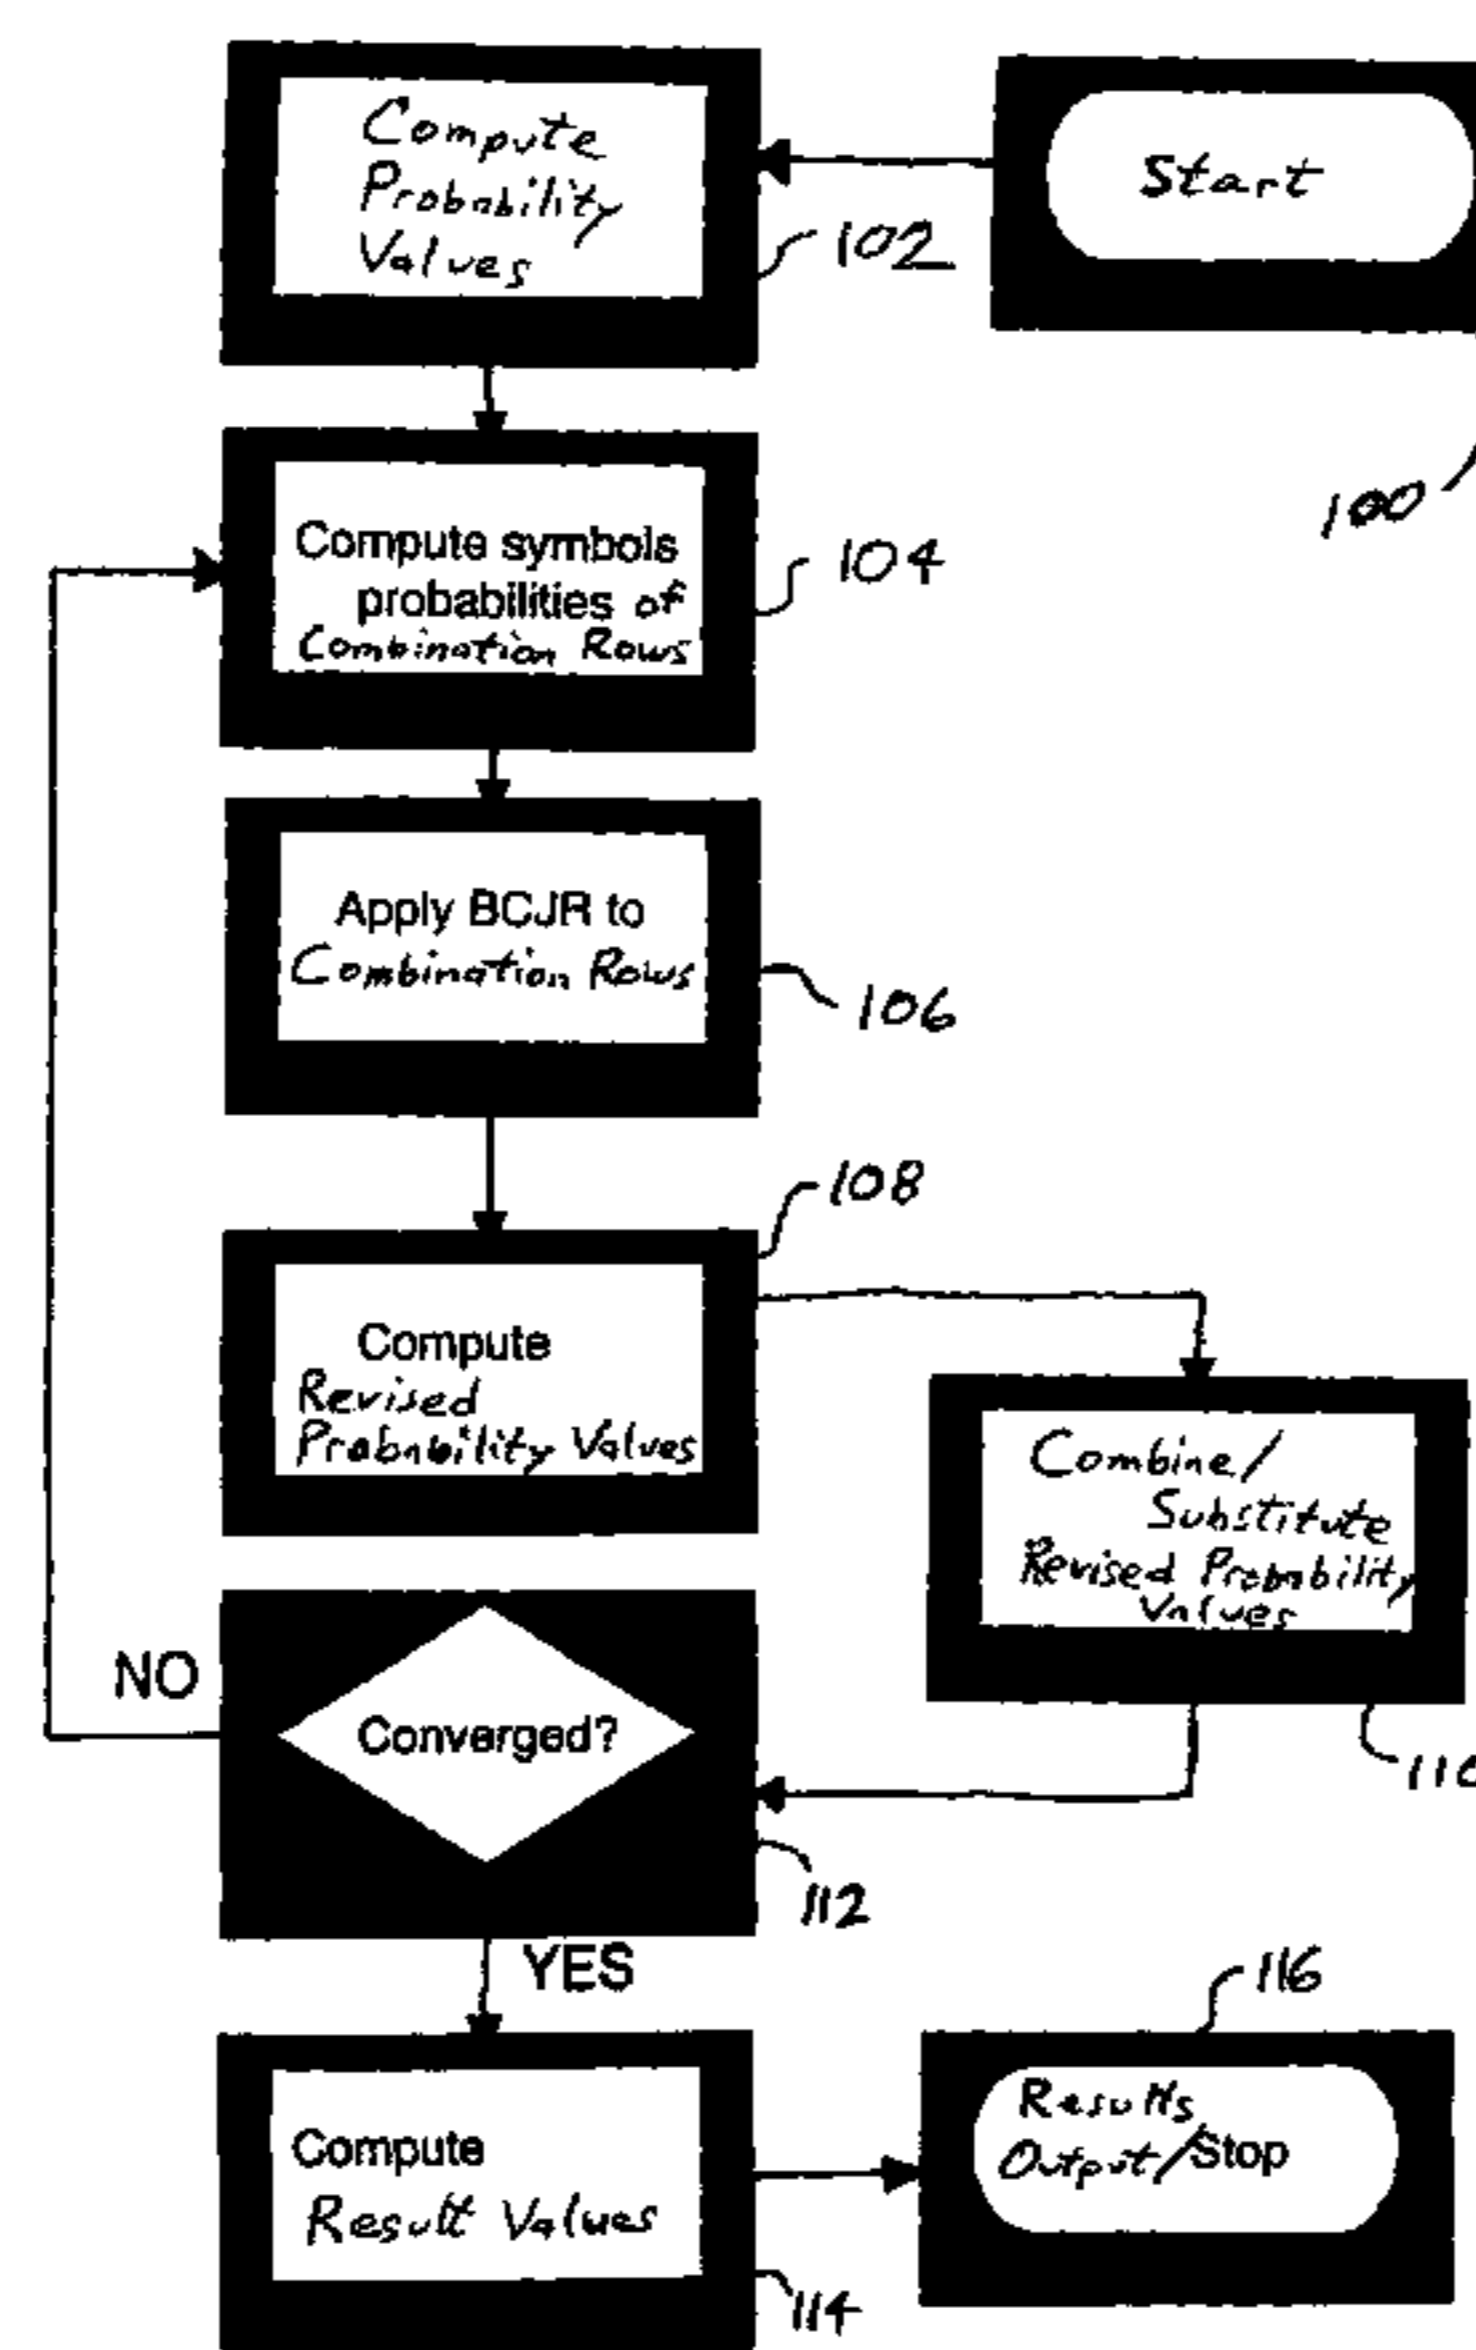 Start
100
Compute
Probability
Values
102
Compute symbols
probabilities of
Combination Rows
104
Apply BCJR to
Combination Rows
106
108
Compute
Revised
Probability Values
Combine/
Substitute
Revised Probability
Values
110
NO
Converged?
112
YES
116
Compute
Result Values
114
Results
Output/Stop